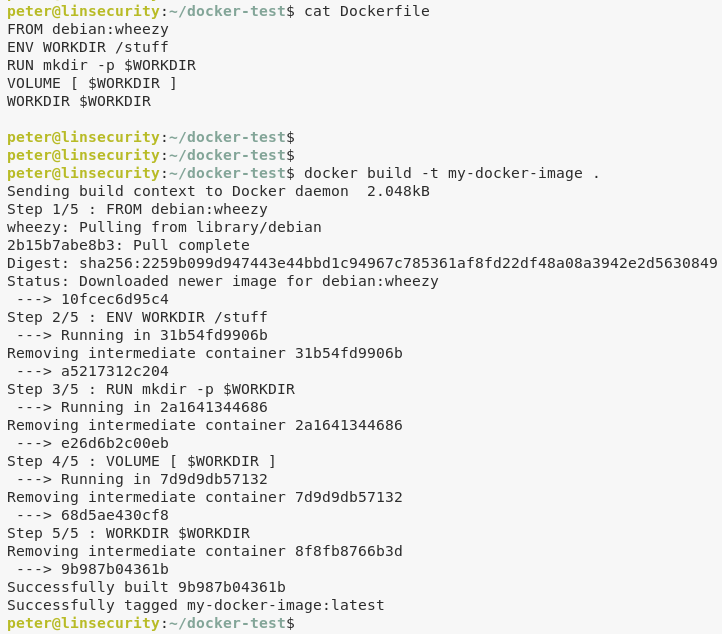 peter@linsecurity:~/docker-test$ cat Dockerfile
FROM debian:wheezy
ENV WORKDIR /stuff
RUN mkdir -p $WORKDIR
VOLUME [ $WORKDIR ]
WORKDIR $WORKDIR
peter@linsecurity:~/docker-test$
peter@linsecurity:~/docker-test$
peter@linsecurity:~/docker-test$ docker build -t my-docker-image .
Sending build context to Docker daemon  2.048kB
Step 1/5 : FROM debian:wheezy
wheezy: Pulling from library/debian
2b15b7abe8b3: Pull complete
Digest: sha256:2259b099d947443e44bbd1c94967c785361af8fd22df48a08a3942e2d5630849
Status: Downloaded newer image for debian:wheezy
 ---> 10fcec6d95c4
Step 2/5 : ENV WORKDIR /stuff
 ---> Running in 31b54fd9906b
Removing intermediate container 31b54fd9906b
 ---> a5217312c204
Step 3/5 : RUN mkdir -p $WORKDIR
 ---> Running in 2a1641344686
Removing intermediate container 2a1641344686
 ---> e26d6b2c00eb
Step 4/5 : VOLUME [ $WORKDIR ]
 ---> Running in 7d9d9db57132
Removing intermediate container 7d9d9db57132
 ---> 68d5ae430cf8
Step 5/5 : WORKDIR $WORKDIR
Removing intermediate container 8f8fb8766b3d
 ---> 9b987b04361b
Successfully built 9b987b04361b
Successfully tagged my-docker-image:latest
peter@linsecurity:~/docker-test$